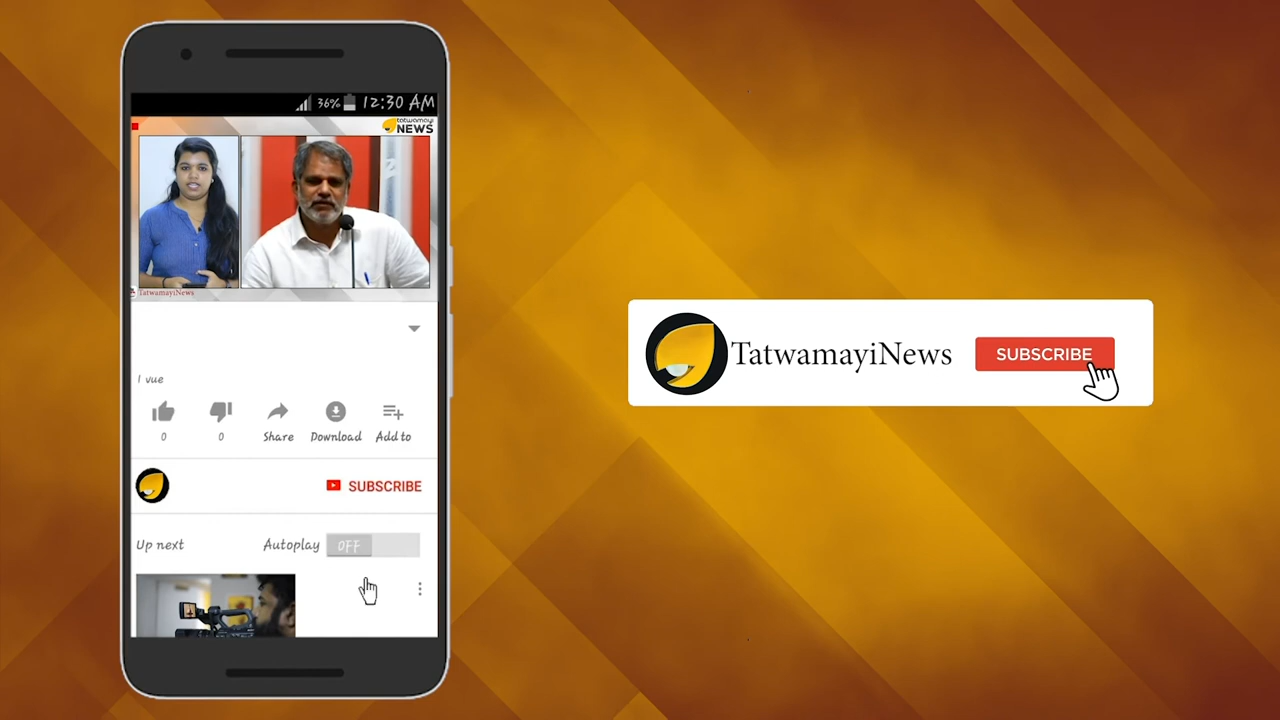 36% 12:30 AM
tatwamayi
NEWS
TatwamayiNews
1 vue
0 0 Share Download Add to
SUBSCRIBE
Up next Autoplay OFF
TatwamayiNews SUBSCRIBE